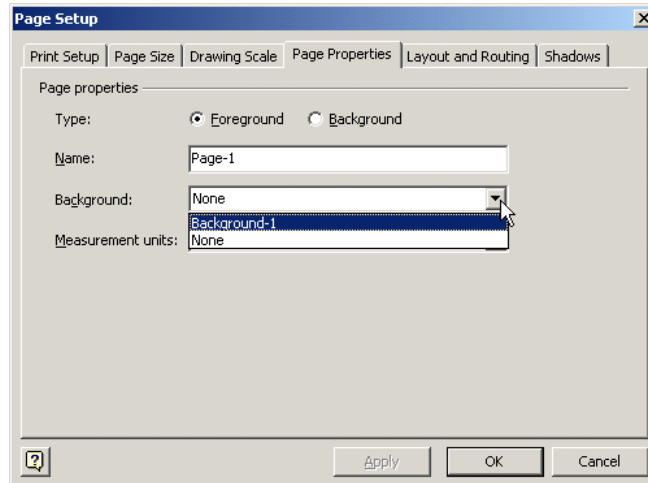 Page Setup
Print Setup Page Size Drawing Scale Page Properties Layout and Routing Shadows
Page properties
Type: Foreground Background
Name: Page-1
Background: None
Background-1
Measurement units: None
Apply OK Cancel